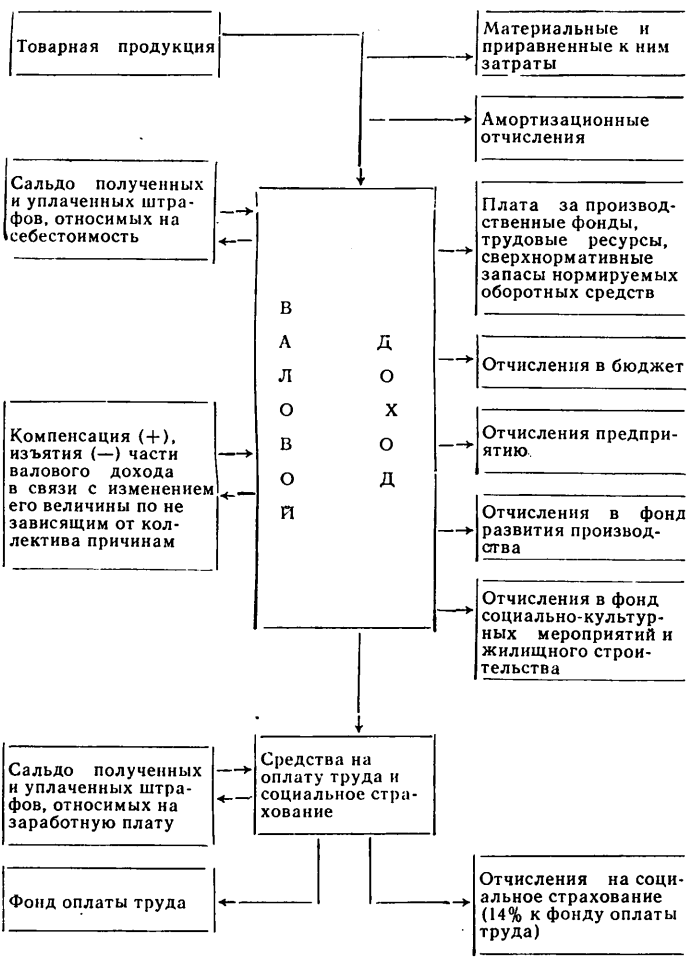 Товарная продукция
Материальные и
приравненные к ним
затраты
Амортизационные
отчисления
Сальдо полученных
и уплаченных штра-
фов, относимых на
себестоимость
Плата за производ-
ственные фонды,
трудовые ресурсы,
сверхнормативные
запасы нормируемых
оборотных средств
ВАЛОВОЙ
ДОХОД
Отчисления в бюджет
Компенсация (+),
изъятия (—) части
валового дохода
в связи с изменением
его величины по не
зависящим от кол-
лектива причинам
Отчисления предпри-
ятию
Отчисления в фонд
развития производ-
ства
Отчисления в фонд
социально-культур-
ных мероприятий и
жилищного строи-
тельства
Сальдо полученных
и уплаченных штра-
фов, относимых на
заработную плату
Средства на
оплату труда и
социальное стра-
хование
Фонд оплаты труда
Отчисления на соци-
альное страхование
(14% к фонду оплаты
труда)